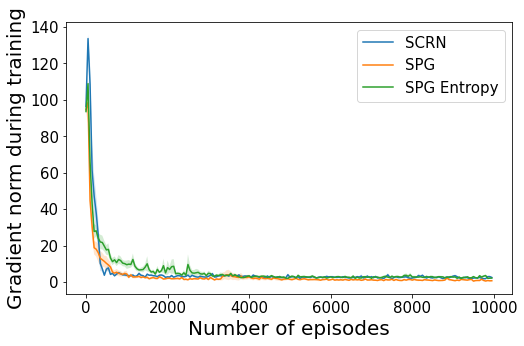 Gradient norm during training
140
120
100
80
60
40
20
0
SCRN
SPG
SPG Entropy
0 2000 4000 6000 8000 10000
Number of episodes